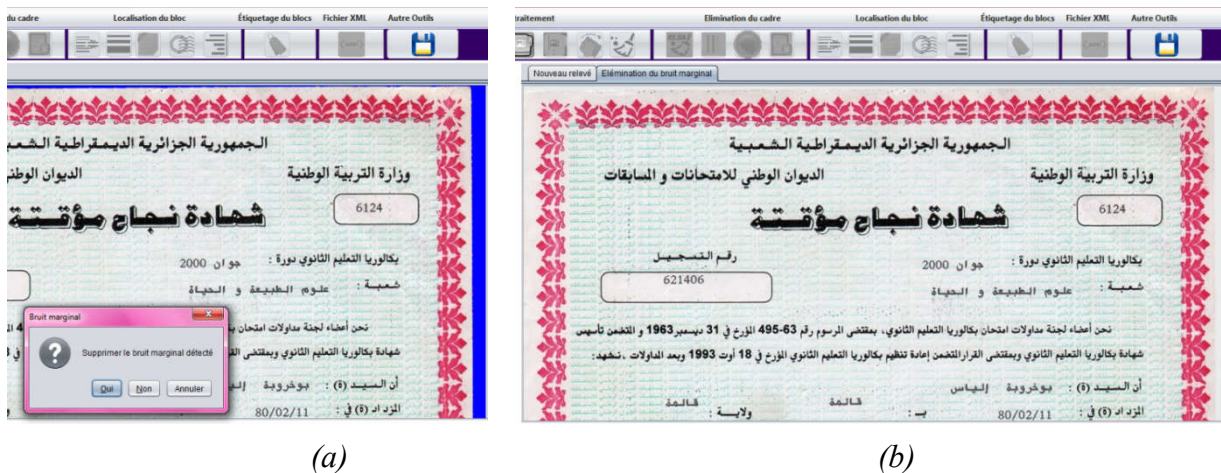 du cadre Localisation du bloc Étiquetage du blocs Fichier XML Autre Outils
الجمهورية الجزائرية الديمقراطية الشعبية
وزارة التربية الوطنية الديوان
6124
شهادة نجاح مؤقتة
بكالوريا التعليم الثانوي دورة : جوان 2000
شعبية : علوم الطبيعة و الحياة
نحن أعضاء لجنة مداولات امتحان
شهادة بكالوريا التعليم الثانوي وبمقتضى
أن السيد (ة) : بوخروبة
المزداد (ة) في : 80/02/11
Bruit marginal
Supprimer le bruit marginal détecté
Oui Non Annuler
(a)
traitement Elimination du cadre Localisation du bloc Étiquetage du blocs Fichier XML Autre Outils
Nouveau relevé Elémination du bruit marginal
الجمهورية الجزائرية الديمقراطية الشعبية
وزارة التربية الوطنية الديوان الوطني للامتحانات و المسابقات
6124
شهادة نجاح مؤقتة
بكالوريا التعليم الثانوي دورة : جوان 2000 رقم التسجيل
621406
شعبية : علوم الطبيعة و الحياة
نحن أعضاء لجنة مداولات امتحان بكالوريا التعليم الثانوي، بمقتضى الرسوم رقم 63-495 المؤرخ في 31 ديسمبر 1963 و المتضمن تأسيس
شهادة بكالوريا التعليم الثانوي وبمقتضى القرار المتضمن إعادة تنظيم بكالوريا التعليم الثانوي المؤرخ في 18 أوت 1993 وبعد المداولات ، نشهد :
أن السيد (ة) : بوخروبة إلياس
المزداد (ة) في : 80/02/11 بـ : قالمة ولاية : قالمة
(b)